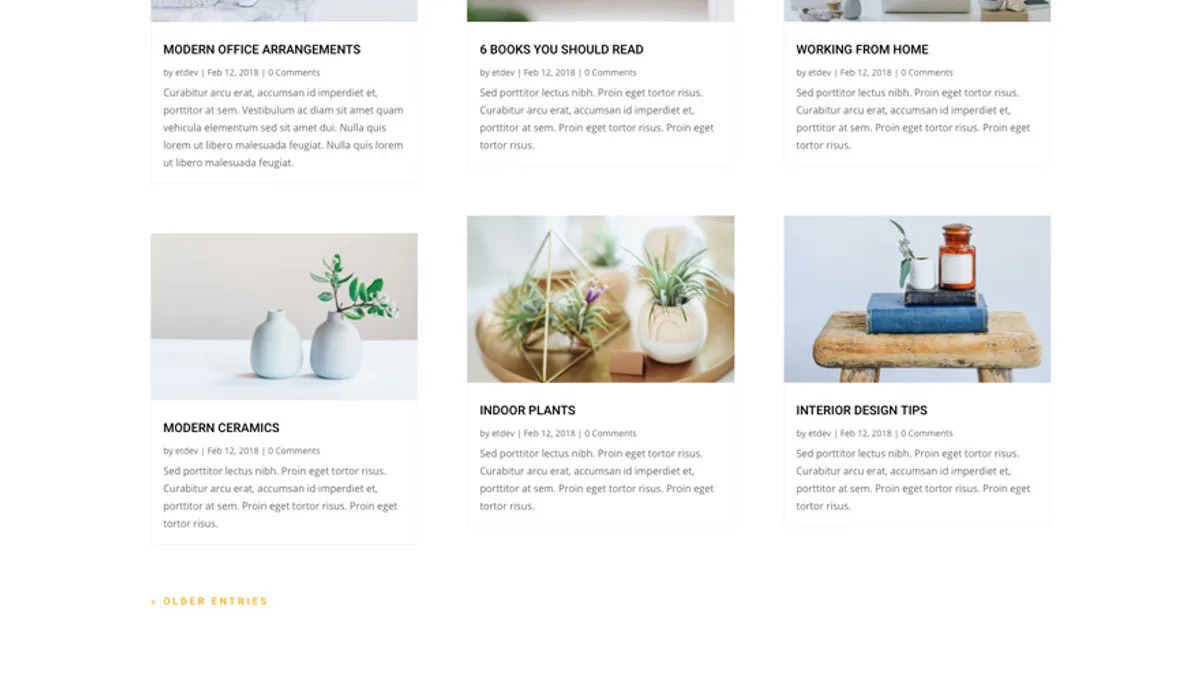 MODERN OFFICE ARRANGEMENTS
by etdev | Feb 12, 2018 | 0 Comments
Curabitur arcu erat, accumsan id imperdiet et,
porttitor at sem. Vestibulum ac diam sit amet quam
vehicula elementum sed sit amet dui. Nulla quis
lorem ut libero malesuada feugiat. Nulla quis lorem
ut libero malesuada feugiat.
6 BOOKS YOU SHOULD READ
by etdev | Feb 12, 2018 | 0 Comments
Sed porttitor lectus nibh. Proin eget tortor risus.
Curabitur arcu erat, accumsan id imperdiet et,
porttitor at sem. Proin eget tortor risus. Proin eget
tortor risus.
WORKING FROM HOME
by etdev | Feb 12, 2018 | 0 Comments
Sed porttitor lectus nibh. Proin eget tortor risus.
Curabitur arcu erat, accumsan id imperdiet et,
porttitor at sem. Proin eget tortor risus. Proin eget
tortor risus.
MODERN CERAMICS
by etdev | Feb 12, 2018 | 0 Comments
Sed porttitor lectus nibh. Proin eget tortor risus.
Curabitur arcu erat, accumsan id imperdiet et,
porttitor at sem. Proin eget tortor risus. Proin eget
tortor risus.
INDOOR PLANTS
by etdev | Feb 12, 2018 | 0 Comments
Sed porttitor lectus nibh. Proin eget tortor risus.
Curabitur arcu erat, accumsan id imperdiet et,
porttitor at sem. Proin eget tortor risus. Proin eget
tortor risus.
INTERIOR DESIGN TIPS
by etdev | Feb 12, 2018 | 0 Comments
Sed porttitor lectus nibh. Proin eget tortor risus.
Curabitur arcu erat, accumsan id imperdiet et,
porttitor at sem. Proin eget tortor risus. Proin eget
tortor risus.
« OLDER ENTRIES